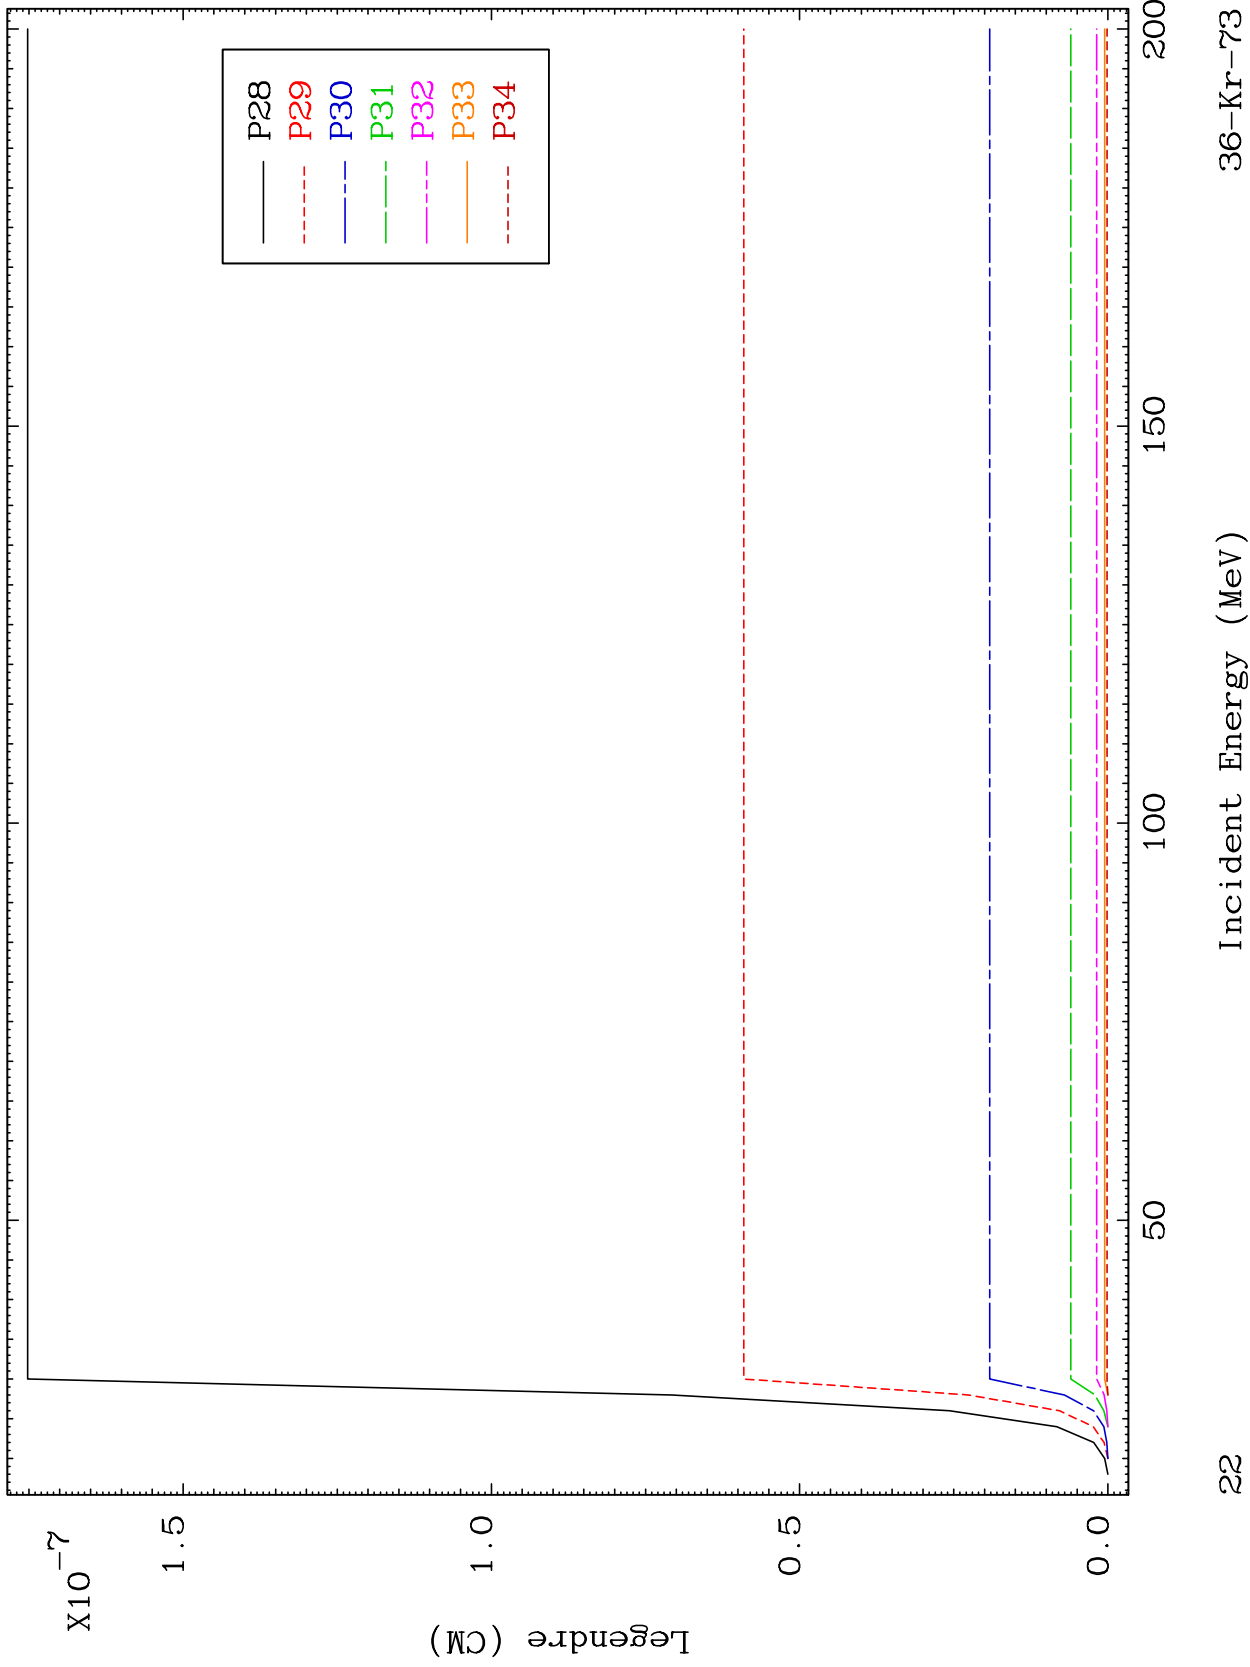 X10-7
1.5
1.0
0.5
0.0
Legendre (CM)
P28
P29
P30
P31
P32
P33
P34
50
100
150
200
Incident Energy (MeV)
22
36-Kr-73